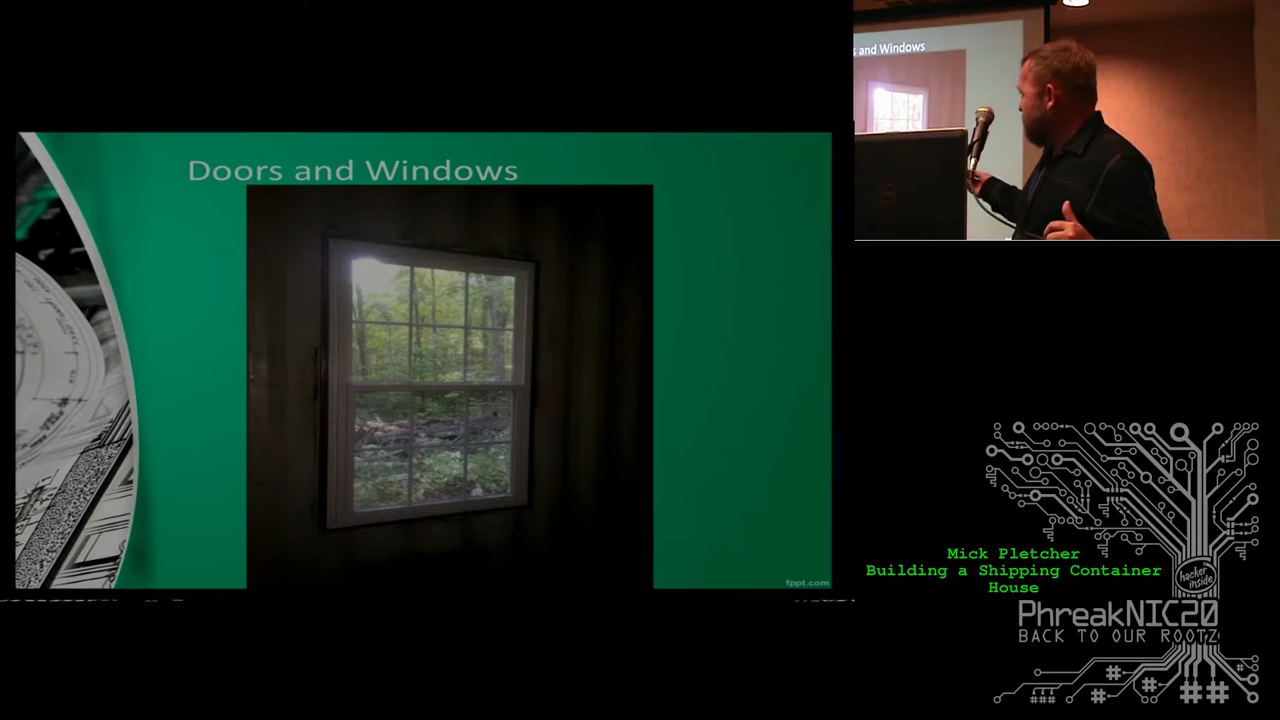 Doors and Windows
s and Windows
fppt.com
Mick Pletcher
Building a Shipping Container
House
hacker
inside
PhreakNIC20
BACK TO OUR ROOTZ